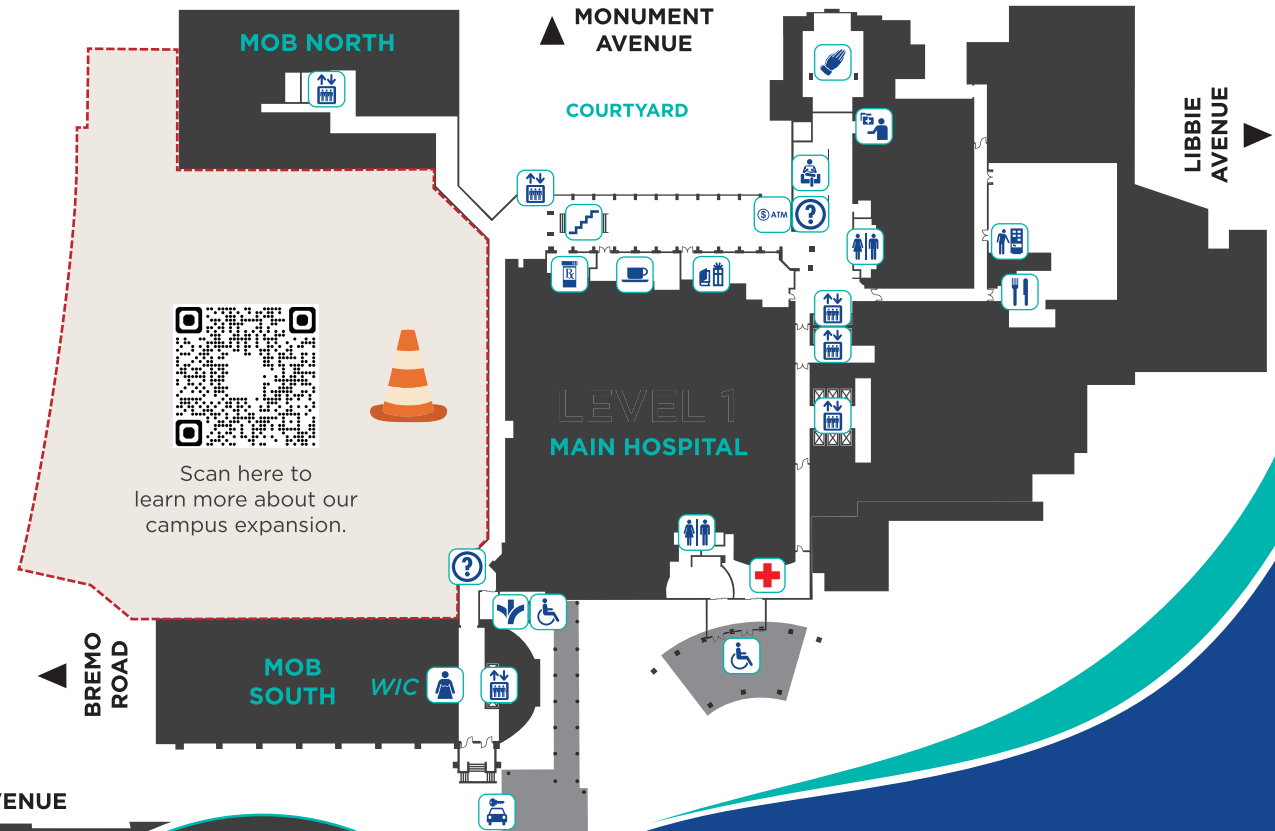 MONUMENT
AVENUE
MOB NORTH
COURTYARD
LIBBIE
AVENUE
$ ATM
?
Rx
LEVEL 1
MAIN HOSPITAL
Scan here to
learn more about our
campus expansion.
?
BREMO
ROAD
MOB
SOUTH
WIC
VENUE